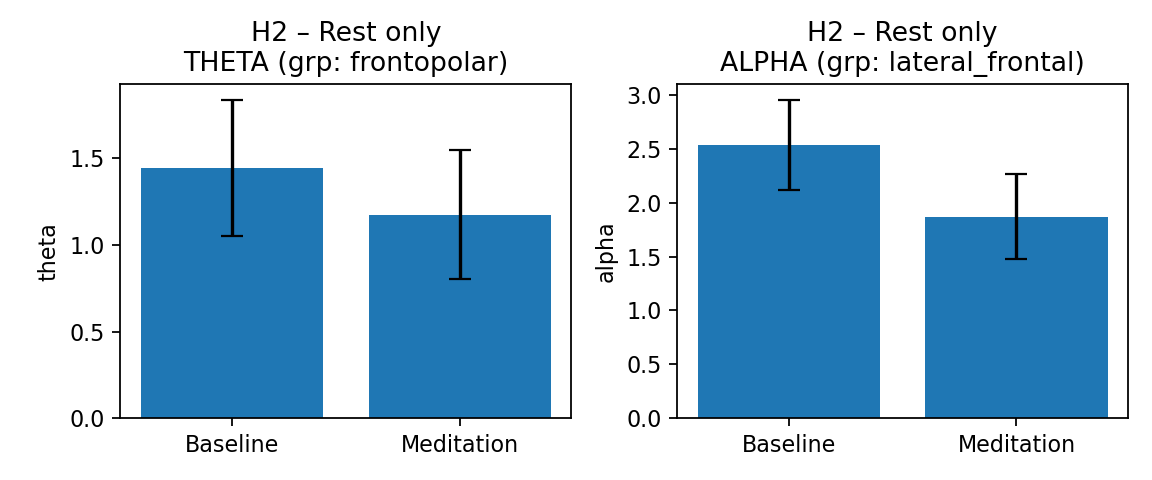 H2 – Rest only
THETA (grp: frontopolar)
theta
1.5
1.0
0.5
0.0
Baseline
Meditation
H2 – Rest only
ALPHA (grp: lateral_frontal)
alpha
3.0
2.5
2.0
1.5
1.0
0.5
0.0
Baseline
Meditation